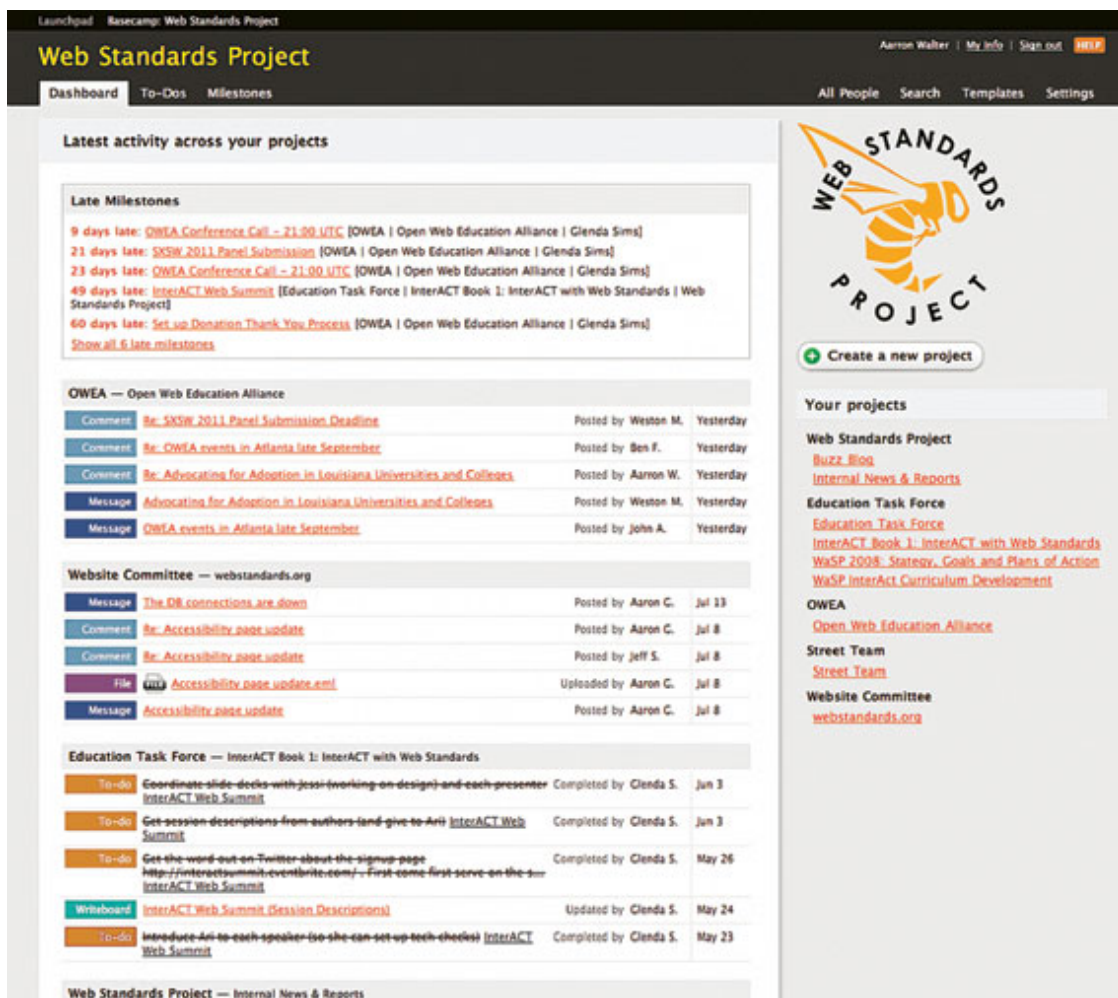 Launchpad Basecamp: Web Standards Project
Web Standards Project
Aarron Walter | My info | Sign out HELP
Dashboard To-Dos Milestones
All People Search Templates Settings
Latest activity across your projects
Late Milestones
9 days late: OWEA Conference Call – 21:00 UTC [OWEA | Open Web Education Alliance | Glenda Sims]
21 days late: SXSW 2011 Panel Submission [OWEA | Open Web Education Alliance | Glenda Sims]
23 days late: OWEA Conference Call – 21:00 UTC [OWEA | Open Web Education Alliance | Glenda Sims]
49 days late: InterACT Web Summit [Education Task Force | InterACT Book 1: InterACT with Web Standards | Web
Standards Project]
60 days late: Set up Donation Thank You Process [OWEA | Open Web Education Alliance | Glenda Sims]
Show all 6 late milestones
OWEA — Open Web Education Alliance
Comment Re: SXSW 2011 Panel Submission Deadline Posted by Weston M. Yesterday
Comment Re: OWEA events in Atlanta late September Posted by Ben F. Yesterday
Comment Re: Advocating for Adoption in Louisiana Universities and Colleges Posted by Aarron W. Yesterday
Message Advocating for Adoption in Louisiana Universities and Colleges Posted by Weston M. Yesterday
Message OWEA events in Atlanta late September Posted by John A. Yesterday
Website Committee — webstandards.org
Message The DB connections are down Posted by Aaron G. Jul 13
Comment Re: Accessibility page update Posted by Aaron G. Jul 8
Comment Re: Accessibility page update Posted by Jeff S. Jul 8
File FILE Accessibility page update.eml Uploaded by Aaron G. Jul 8
Message Accessibility page update Posted by Aaron G. Jul 8
Education Task Force — InterACT Book 1: InterACT with Web Standards
To-do Coordinate slide decks with Jessi (working on design) and each presenter Completed by Glenda S. Jun 3
InterACT Web Summit
To-do Get session descriptions from authors (and give to Ari) InterACT Web Completed by Glenda S. Jun 3
Summit
To-do Get the word out on Twitter about the signup page Completed by Glenda S. May 26
http://interactsummit.eventbrite.com/ . First come first serve on the s...
InterACT Web Summit
Writeboard InterACT Web Summit (Session Descriptions) Updated by Glenda S. May 24
To-do Introduce Ari to each speaker (so she can set up tech checks) InterACT Completed by Glenda S. May 23
Web Summit
Web Standards Project — Internal News & Reports
WEB STANDARDS
PROJECT
Create a new project
Your projects
Web Standards Project
Buzz Blog
Internal News & Reports
Education Task Force
Education Task Force
InterACT Book 1: InterACT with Web Standards
WaSP 2008: Stategy, Goals and Plans of Action
WaSP InterAct Curriculum Development
OWEA
Open Web Education Alliance
Street Team
Street Team
Website Committee
webstandards.org